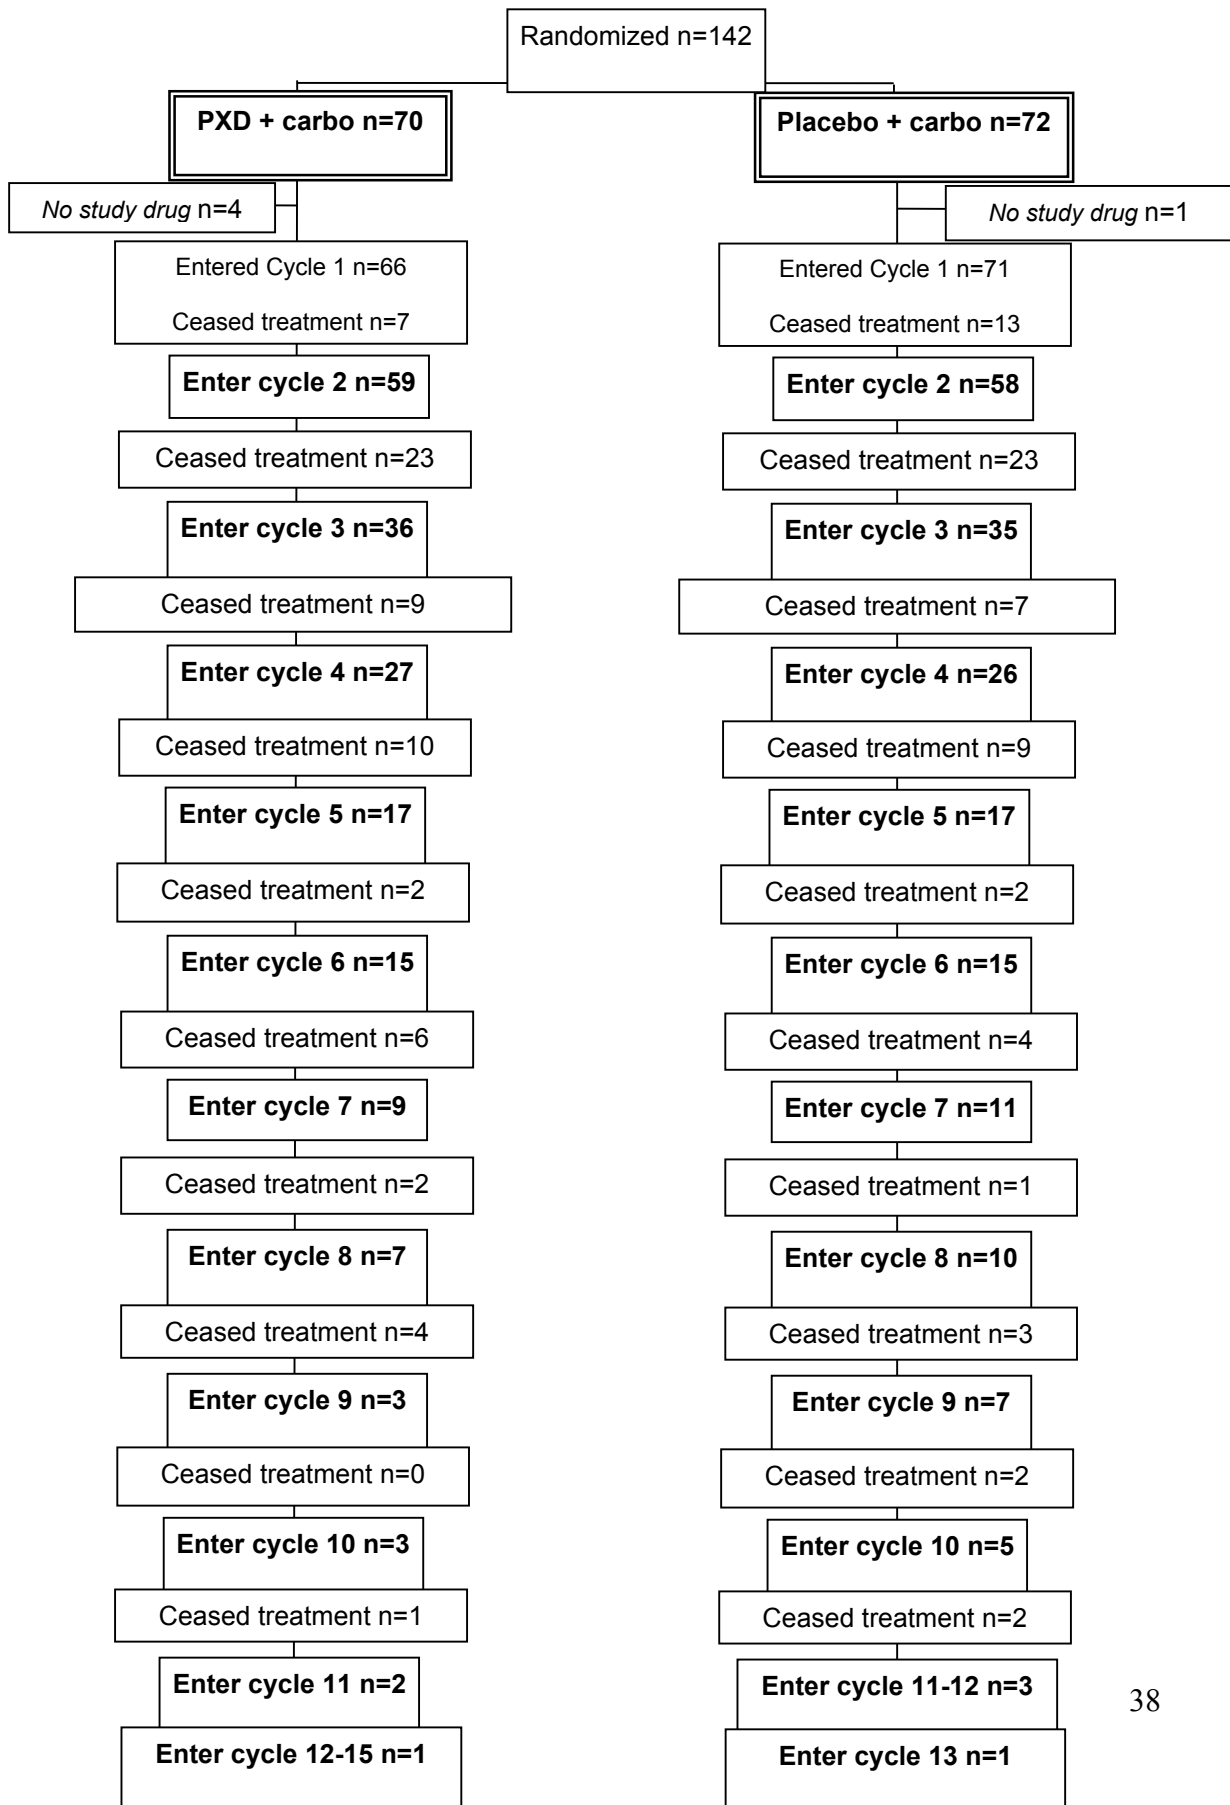 Randomized n=142
PXD + carbo n=70
Placebo + carbo n=72
No study drug n=4
No study drug n=1
Entered Cycle 1 n=66
Ceased treatment n=7
Entered Cycle 1 n=71
Ceased treatment n=13
Enter cycle 2 n=59
Enter cycle 2 n=58
Ceased treatment n=23
Ceased treatment n=23
Enter cycle 3 n=36
Enter cycle 3 n=35
Ceased treatment n=9
Ceased treatment n=7
Enter cycle 4 n=27
Enter cycle 4 n=26
Ceased treatment n=10
Ceased treatment n=9
Enter cycle 5 n=17
Enter cycle 5 n=17
Ceased treatment n=2
Ceased treatment n=2
Enter cycle 6 n=15
Enter cycle 6 n=15
Ceased treatment n=6
Ceased treatment n=4
Enter cycle 7 n=9
Enter cycle 7 n=11
Ceased treatment n=2
Ceased treatment n=1
Enter cycle 8 n=7
Enter cycle 8 n=10
Ceased treatment n=4
Ceased treatment n=3
Enter cycle 9 n=3
Enter cycle 9 n=7
Ceased treatment n=0
Ceased treatment n=2
Enter cycle 10 n=3
Enter cycle 10 n=5
Ceased treatment n=1
Ceased treatment n=2
Enter cycle 11 n=2
Enter cycle 11-12 n=3
Enter cycle 12-15 n=1
Enter cycle 13 n=1
38